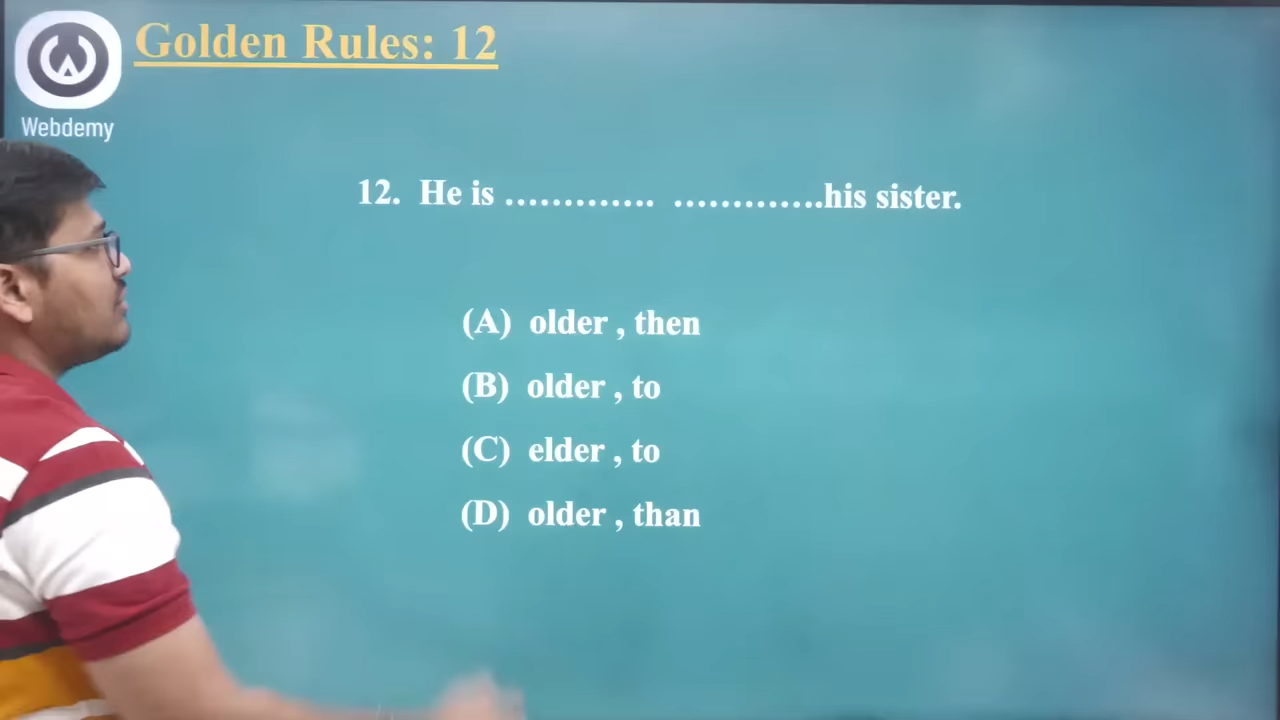 Golden Rules: 12
Webdemy
12. He is ............. .............his sister.
(A) older , then
(B) older , to
(C) elder , to
(D) older , than